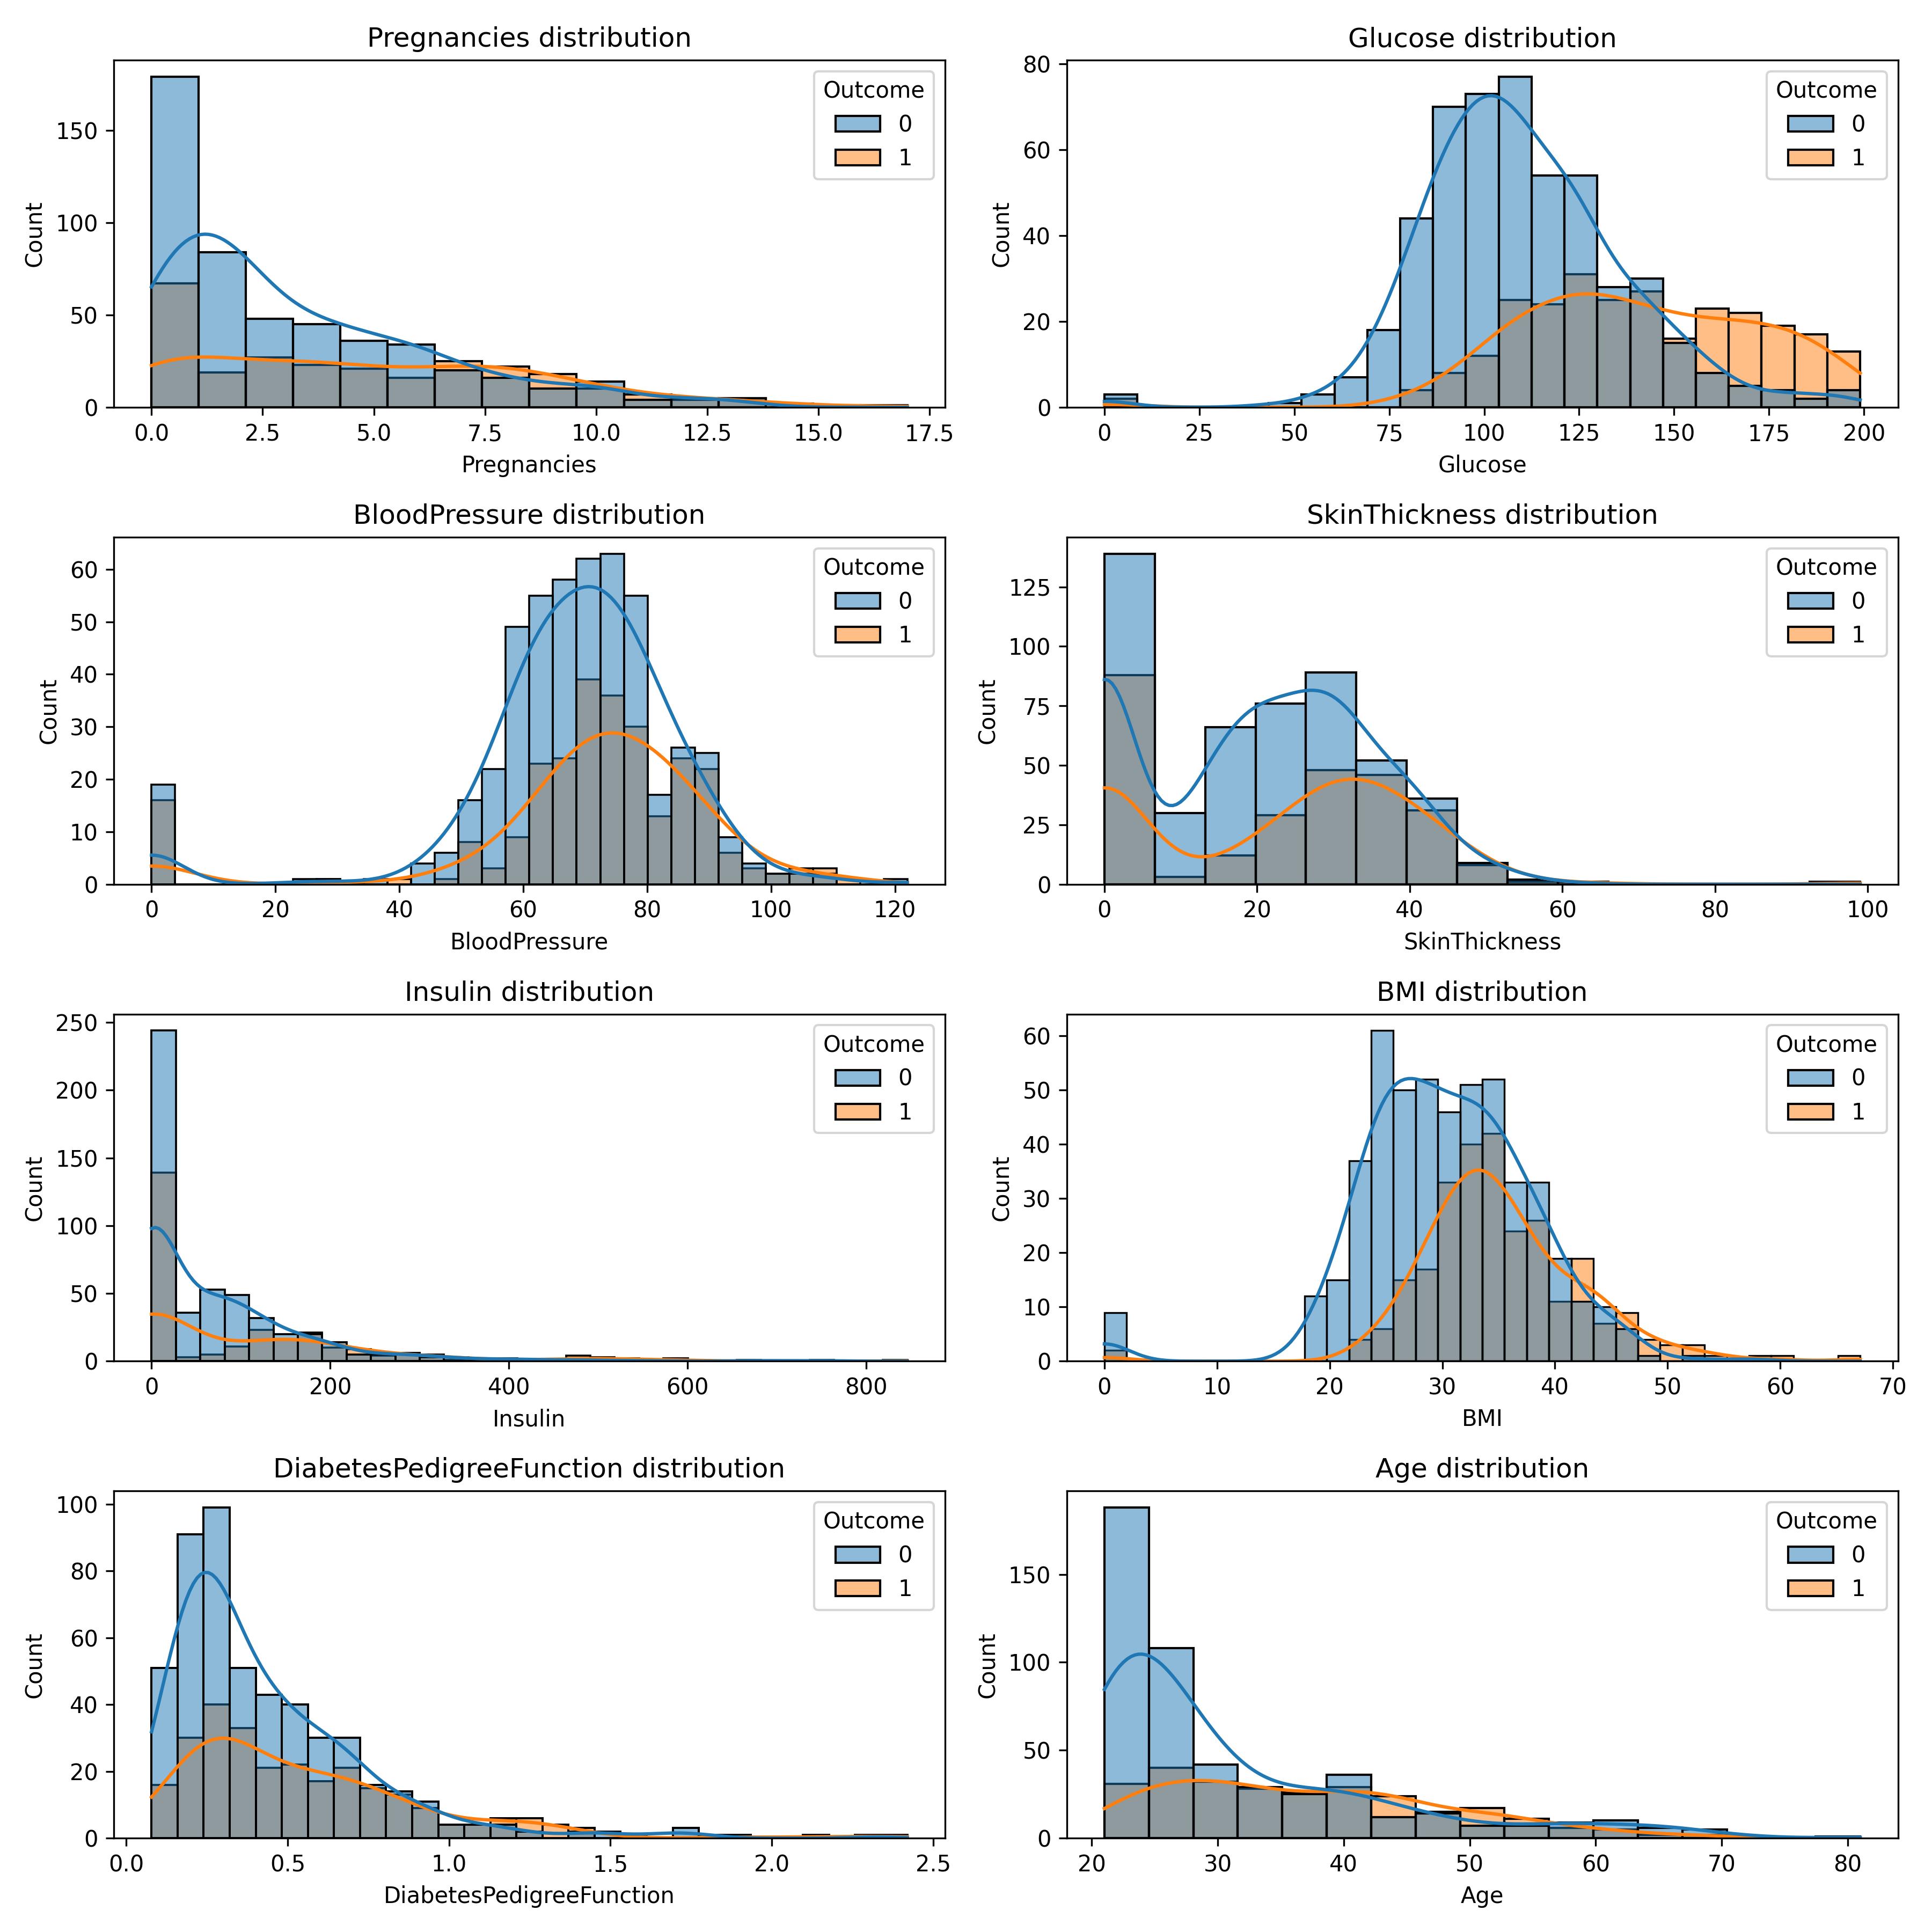 Pregnancies distribution
Outcome
0
1
Count
150
100
50
0
0.0 2.5 5.0 7.5 10.0 12.5 15.0 17.5
Pregnancies
Glucose distribution
Outcome
0
1
Count
80
60
40
20
0
0 25 50 75 100 125 150 175 200
Glucose
BloodPressure distribution
Outcome
0
1
Count
60
50
40
30
20
10
0
0 20 40 60 80 100 120
BloodPressure
SkinThickness distribution
Outcome
0
1
Count
125
100
75
50
25
0
0 20 40 60 80 100
SkinThickness
Insulin distribution
Outcome
0
1
Count
250
200
150
100
50
0
0 200 400 600 800
Insulin
BMI distribution
Outcome
0
1
Count
60
50
40
30
20
10
0
0 10 20 30 40 50 60 70
BMI
DiabetesPedigreeFunction distribution
Outcome
0
1
Count
100
80
60
40
20
0
0.0 0.5 1.0 1.5 2.0 2.5
DiabetesPedigreeFunction
Age distribution
Outcome
0
1
Count
150
100
50
0
20 30 40 50 60 70 80
Age